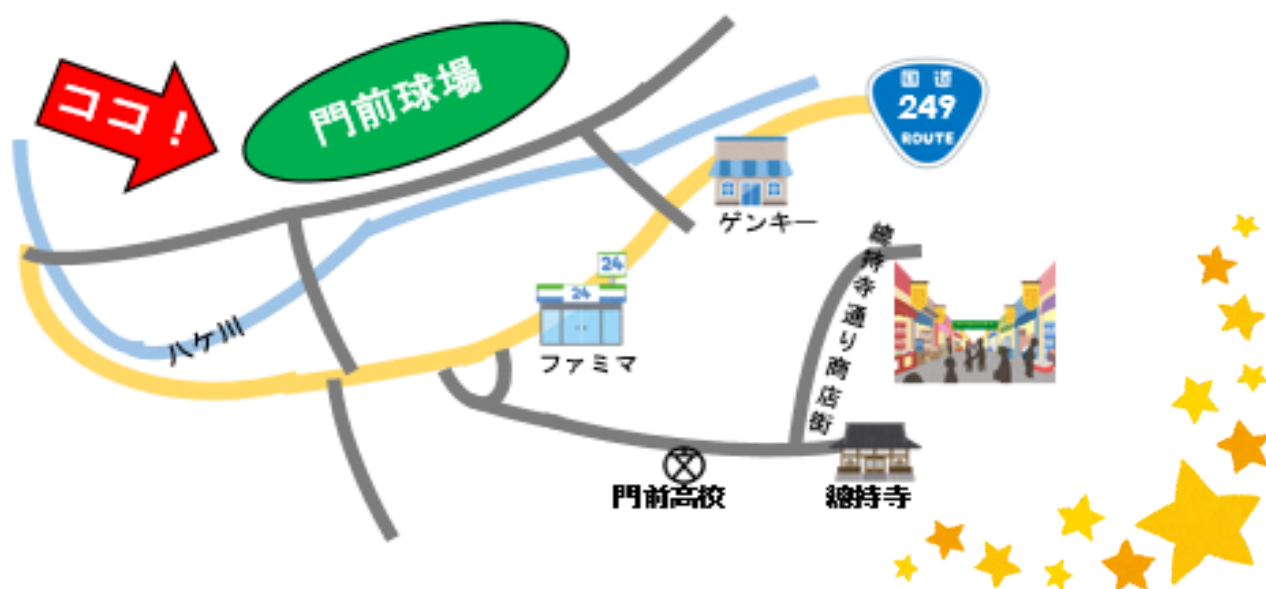 ココ！
門前球場
国道
249
ROUTE
ゲンキー
24
24
ファミマ
八ケ川
總持寺通り商店街
門前高校
總持寺